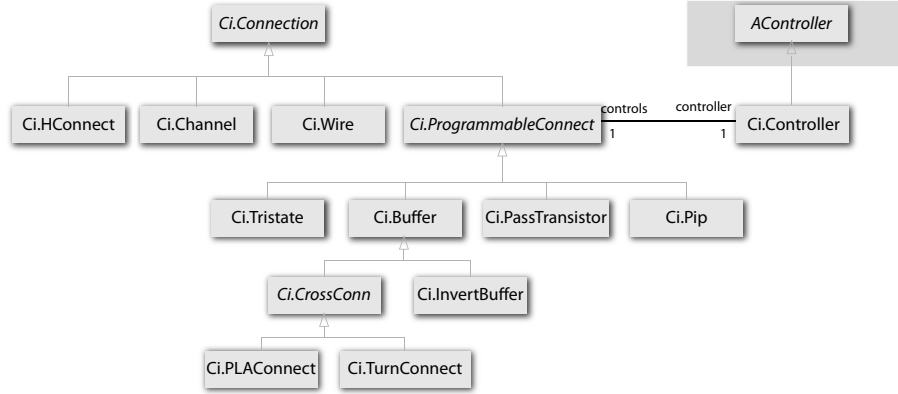 Ci.Connection
AController
Ci.HConnect
Ci.Channel
Ci.Wire
Ci.ProgrammableConnect
controls
controller
1
1
Ci.Controller
Ci.Tristate
Ci.Buffer
Ci.PassTransistor
Ci.Pip
Ci.CrossConn
Ci.InvertBuffer
Ci.PLAConnect
Ci.TurnConnect